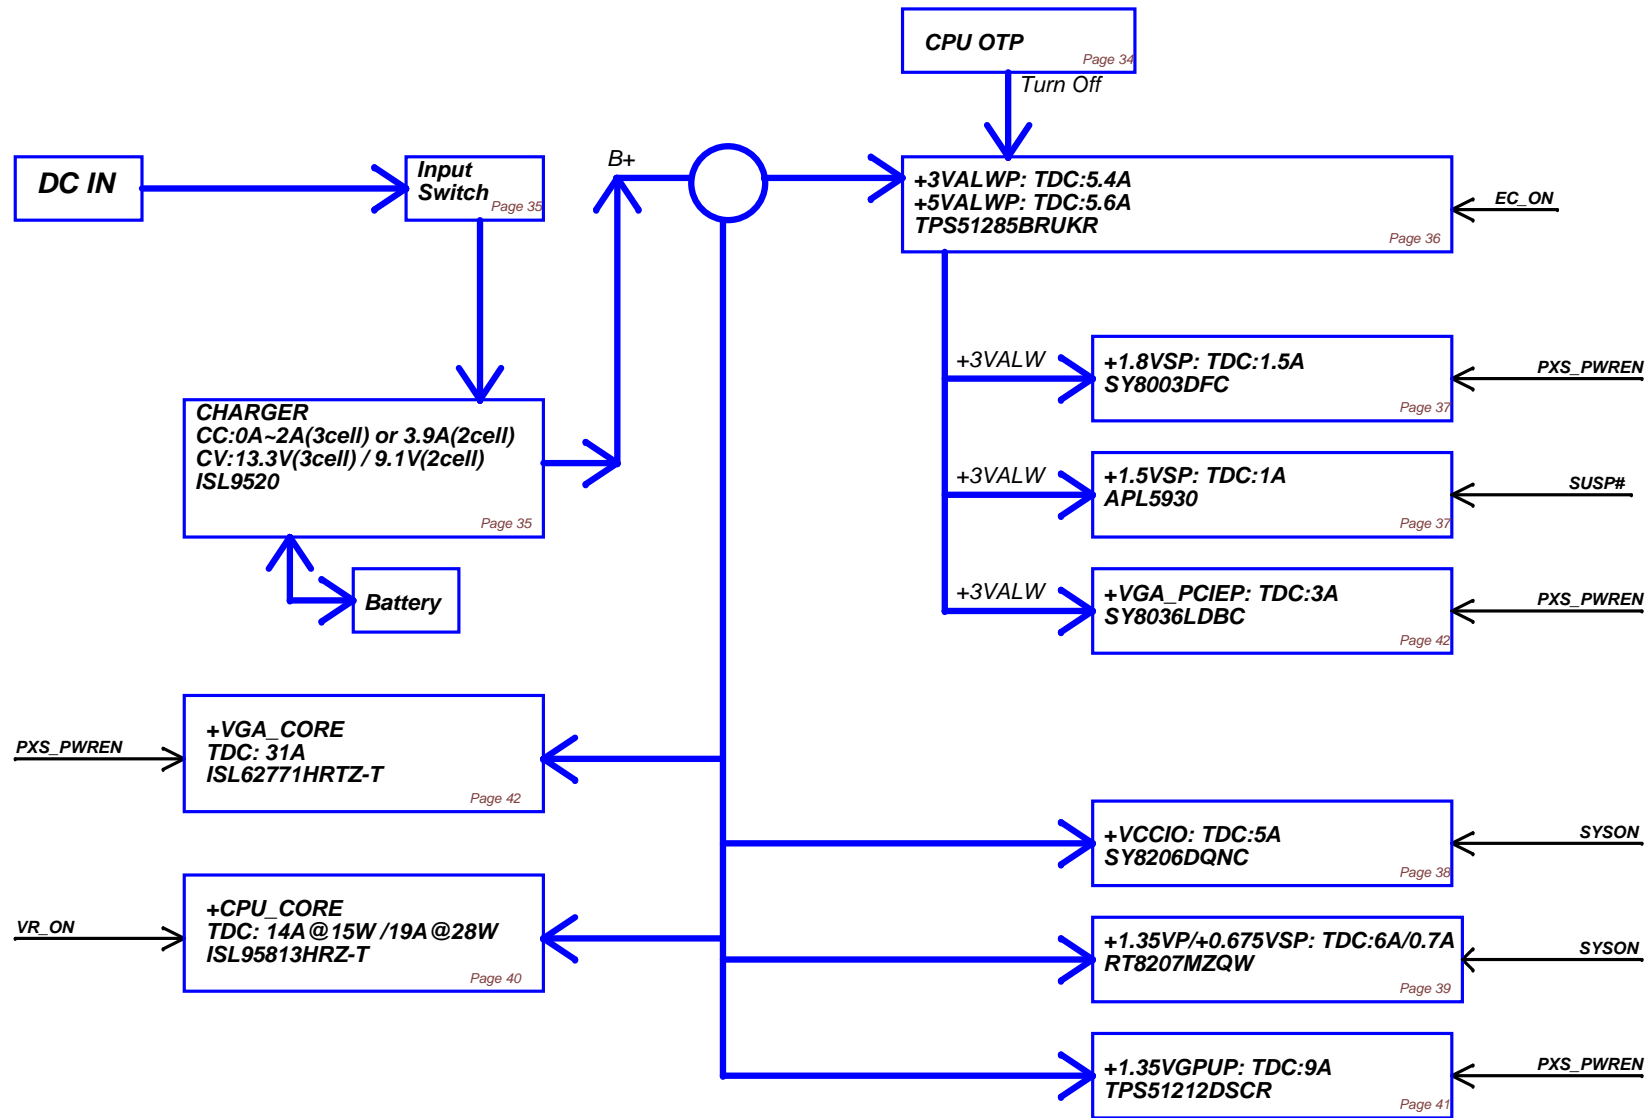 CPU OTP
Page 34
Turn Off
DC IN
Input
Switch
Page 35
B+
+3VALWP: TDC:5.4A
+5VALWP: TDC:5.6A
TPS51285BRUKR
Page 36
EC_ON
CHARGER
CC:0A~2A(3cell) or 3.9A(2cell)
CV:13.3V(3cell) / 9.1V(2cell)
ISL9520
Page 35
Battery
+3VALW
+1.8VSP: TDC:1.5A
SY8003DFC
Page 37
PXS_PWREN
+3VALW
+1.5VSP: TDC:1A
APL5930
Page 37
SUSP#
+3VALW
+VGA_PCIEP: TDC:3A
SY8036LDBC
Page 42
PXS_PWREN
PXS_PWREN
+VGA_CORE
TDC: 31A
ISL62771HRTZ-T
Page 42
+VCCIO: TDC:5A
SY8206DQNC
Page 38
SYSON
VR_ON
+CPU_CORE
TDC: 14A@15W /19A@28W
ISL95813HRZ-T
Page 40
+1.35VP/+0.675VSP: TDC:6A/0.7A
RT8207MZQW
Page 39
SYSON
+1.35VGPUP: TDC:9A
TPS51212DSCR
Page 41
PXS_PWREN